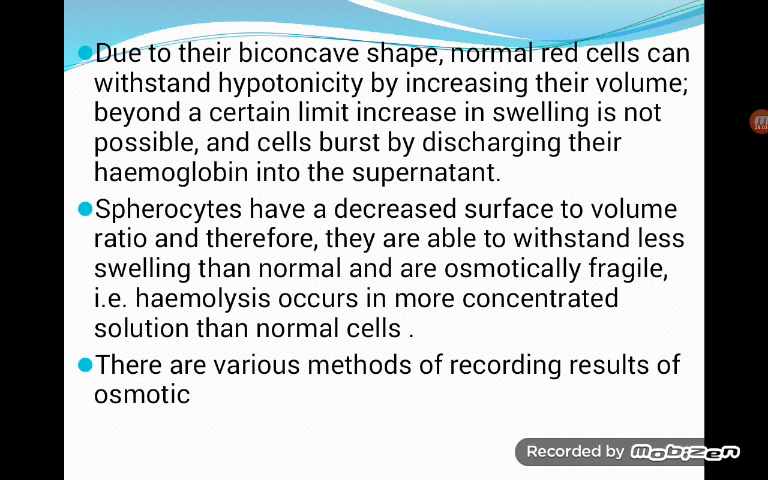 Due to their biconcave shape, normal red cells can
withstand hypotonicity by increasing their volume;
beyond a certain limit increase in swelling is not
possible, and cells burst by discharging their
haemoglobin into the supernatant.
Spherocytes have a decreased surface to volume
ratio and therefore, they are able to withstand less
swelling than normal and are osmotically fragile,
i.e. haemolysis occurs in more concentrated
solution than normal cells .
There are various methods of recording results of
osmotic
Recorded by mobizen